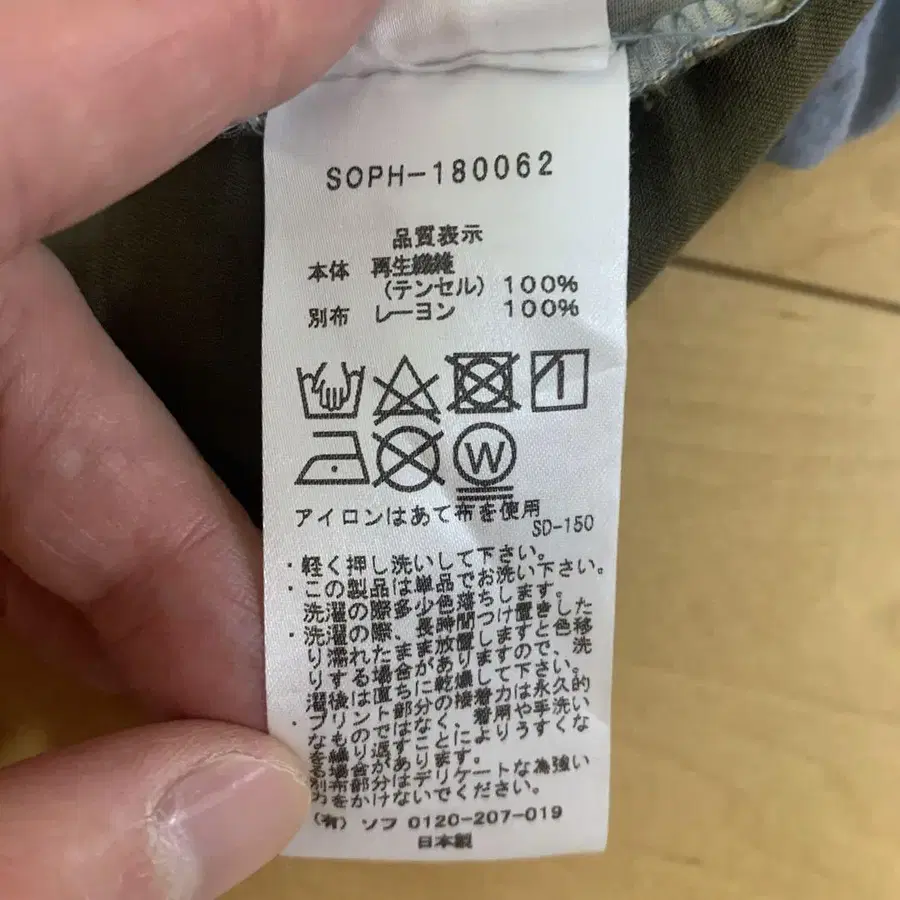 SOPH-180062
品質表示
本体 再生繊維
(テンセル) 100%
別布 レーヨン 100%
W
アイロンはあて布を使用
SD-150
・軽く押し洗いして下さい。
・この製品は単品でお洗い下さい。
洗濯の際多少色落ちします。
・洗濯の際、長時間つけ置きした
り濡れたまま放置しますと色移
りする場合がありますので、洗
濯後は直ちに乾燥して下さい。
・プリント部分の接着力は永久的
なものではなく、着用や手洗い
を繰り返すことによりうすくな
る場合があります。
別布部分はデリケートな為強い
力をかけないでください。
(有) ソフ 0120-207-019
日本製